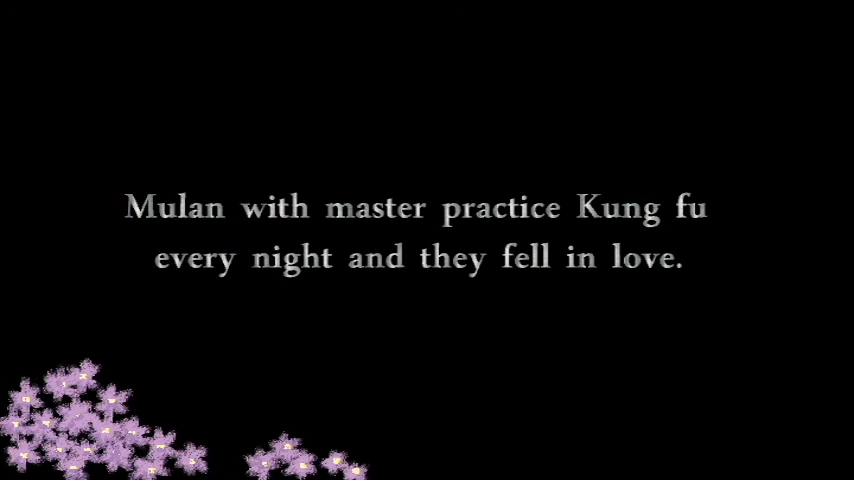 Mulan with master practice Kung fu
every night and they fell in love.